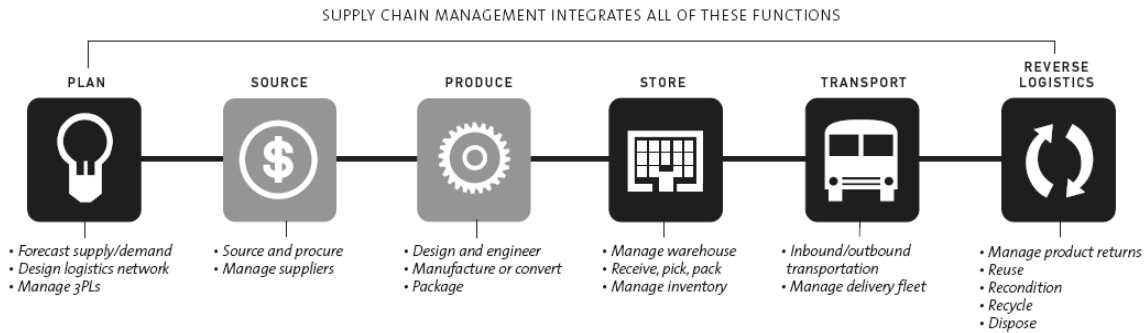 SUPPLY CHAIN MANAGEMENT INTEGRATES ALL OF THESE FUNCTIONS
PLAN
SOURCE
PRODUCE
STORE
TRANSPORT
REVERSE
LOGISTICS
$
• Forecast supply/demand
• Design logistics network
• Manage 3PLs
• Source and procure
• Manage suppliers
• Design and engineer
• Manufacture or convert
• Package
• Manage warehouse
• Receive, pick, pack
• Manage inventory
• Inbound/outbound
transportation
• Manage delivery fleet
• Manage product returns
• Reuse
• Recondition
• Recycle
• Dispose